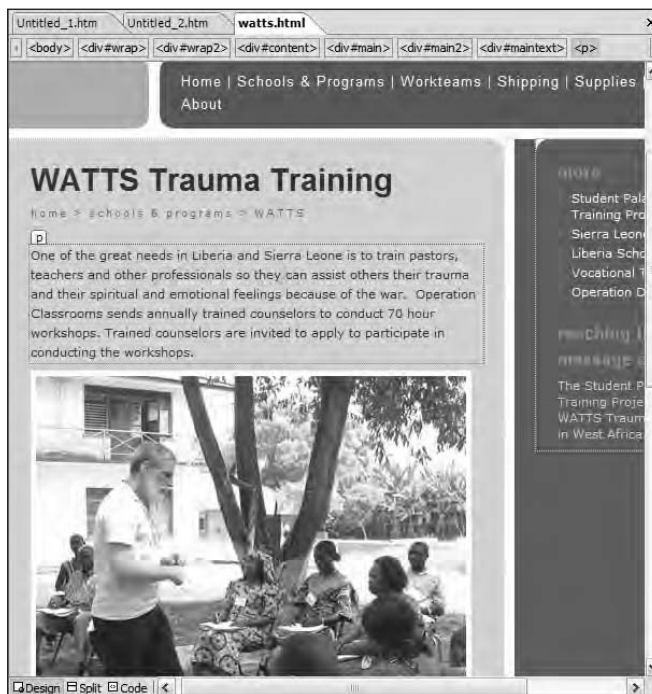 Untitled_1.htm Untitled_2.htm watts.html
<body> <div#wrap> <div#wrap2> <div#content> <div#main> <div#main2> <div#maintext> <p>
Home | Schools & Programs | Workteams | Shipping | Supplies |
About
WATTS Trauma Training
home > schools & programs > WATTS
p
One of the great needs in Liberia and Sierra Leone is to train pastors,
teachers and other professionals so they can assist others their trauma
and their spiritual and emotional feelings because of the war. Operation
Classrooms sends annually trained counselors to conduct 70 hour
workshops. Trained counselors are invited to apply to participate in
conducting the workshops.
more
Student Pala
Training Pro
Sierra Leone
Liberia Scho
Vocational
Operation D
reaching
message
The Student P
Training Proje
WATTS Traum
in West Africa
Design Split Code